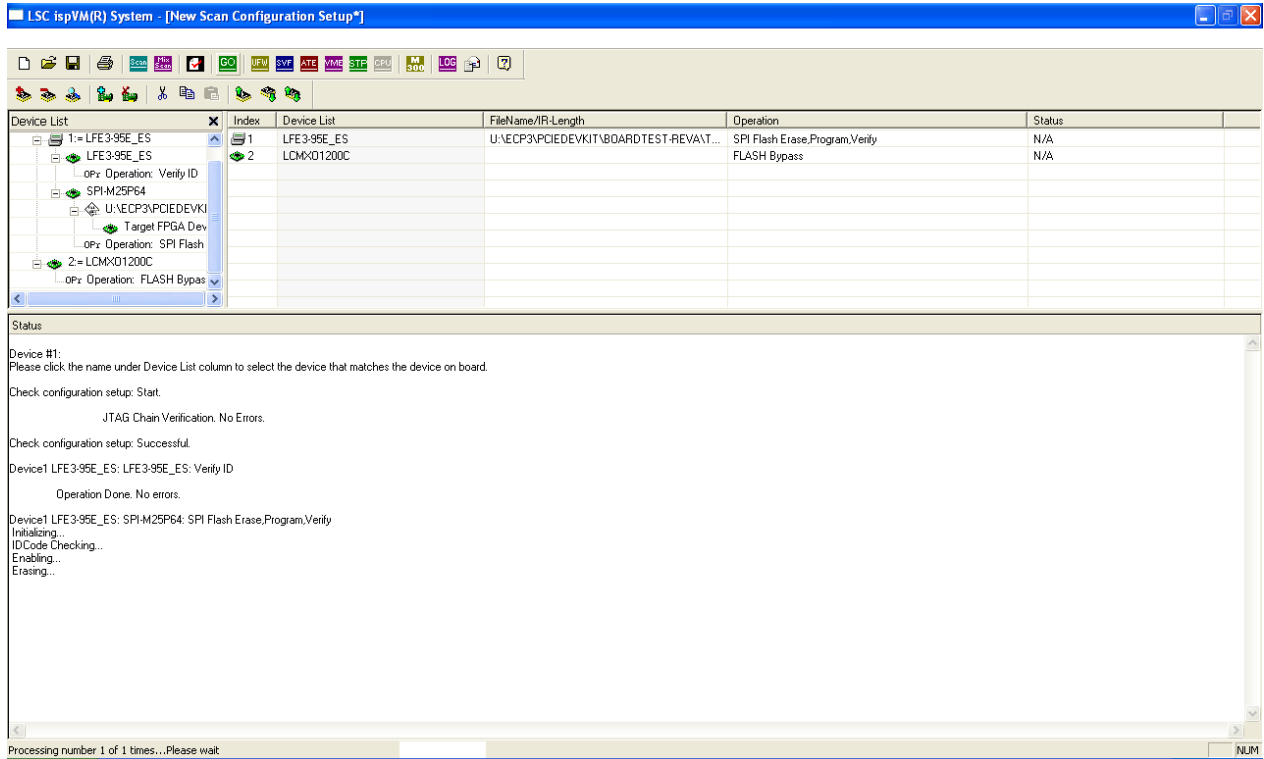 LSC ispVM(R) System - [New Scan Configuration Setup*]
Scan Mix Scan GO UFW SVF ATE VME STP CPU M 300 LOG
Device List Index Device List FileName/IR-Length Operation Status
1:= LFE3-95E_ES
LFE3-95E_ES
OPr Operation: Verify ID
SPI-M25P64
U:\ECP3\PCIEDEVKI
Target FPGA Dev
OPr Operation: SPI Flash
2:= LCMXO1200C
OPr Operation: FLASH Bypas
1 LFE3-95E_ES U:\ECP3\PCIEDEVKIT\BOARDTEST-REVA\T... SPI Flash Erase,Program,Verify N/A
2 LCMXO1200C FLASH Bypass N/A
Status
Device #1:
Please click the name under Device List column to select the device that matches the device on board.
Check configuration setup: Start.
JTAG Chain Verification. No Errors.
Check configuration setup: Successful.
Device1 LFE3-95E_ES: LFE3-95E_ES: Verify ID
Operation Done. No errors.
Device1 LFE3-95E_ES: SPI-M25P64: SPI Flash Erase,Program,Verify
Initializing...
IDCode Checking...
Enabling...
Erasing...
Processing number 1 of 1 times...Please wait
NUM